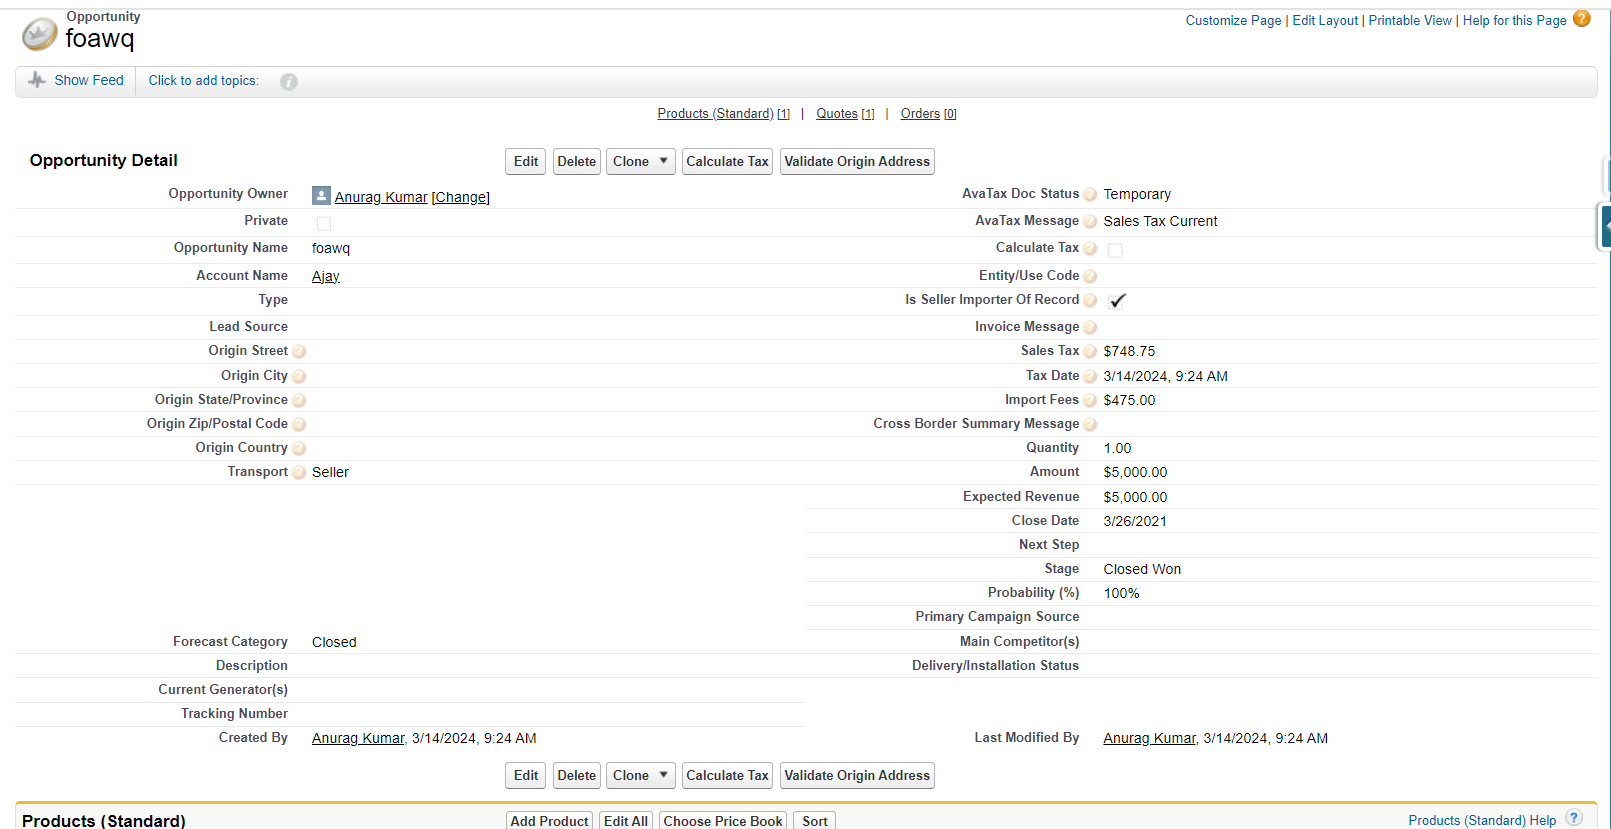 Opportunity
foawq
Customize Page | Edit Layout | Printable View | Help for this Page ?
Show Feed Click to add topics: i
Products (Standard) [1] | Quotes [1] | Orders [0]
Opportunity Detail Edit Delete Clone Calculate Tax Validate Origin Address
Opportunity Owner Anurag Kumar [Change] AvaTax Doc Status ? Temporary
Private AvaTax Message ? Sales Tax Current
Opportunity Name foawq Calculate Tax ?
Account Name Ajay Entity/Use Code ?
Type Is Seller Importer Of Record ?
Lead Source Invoice Message ?
Origin Street ? Sales Tax ? $748.75
Origin City ? Tax Date ? 3/14/2024, 9:24 AM
Origin State/Province ? Import Fees ? $475.00
Origin Zip/Postal Code ? Cross Border Summary Message ?
Origin Country ? Quantity 1.00
Transport ? Seller Amount $5,000.00
Expected Revenue $5,000.00
Close Date 3/26/2021
Next Step
Stage Closed Won
Probability (%) 100%
Primary Campaign Source
Forecast Category Closed Main Competitor(s)
Description Delivery/Installation Status
Current Generator(s)
Tracking Number
Created By Anurag Kumar, 3/14/2024, 9:24 AM Last Modified By Anurag Kumar, 3/14/2024, 9:24 AM
Edit Delete Clone Calculate Tax Validate Origin Address
Products (Standard) Add Product Edit All Choose Price Book Sort Products (Standard) Help ?